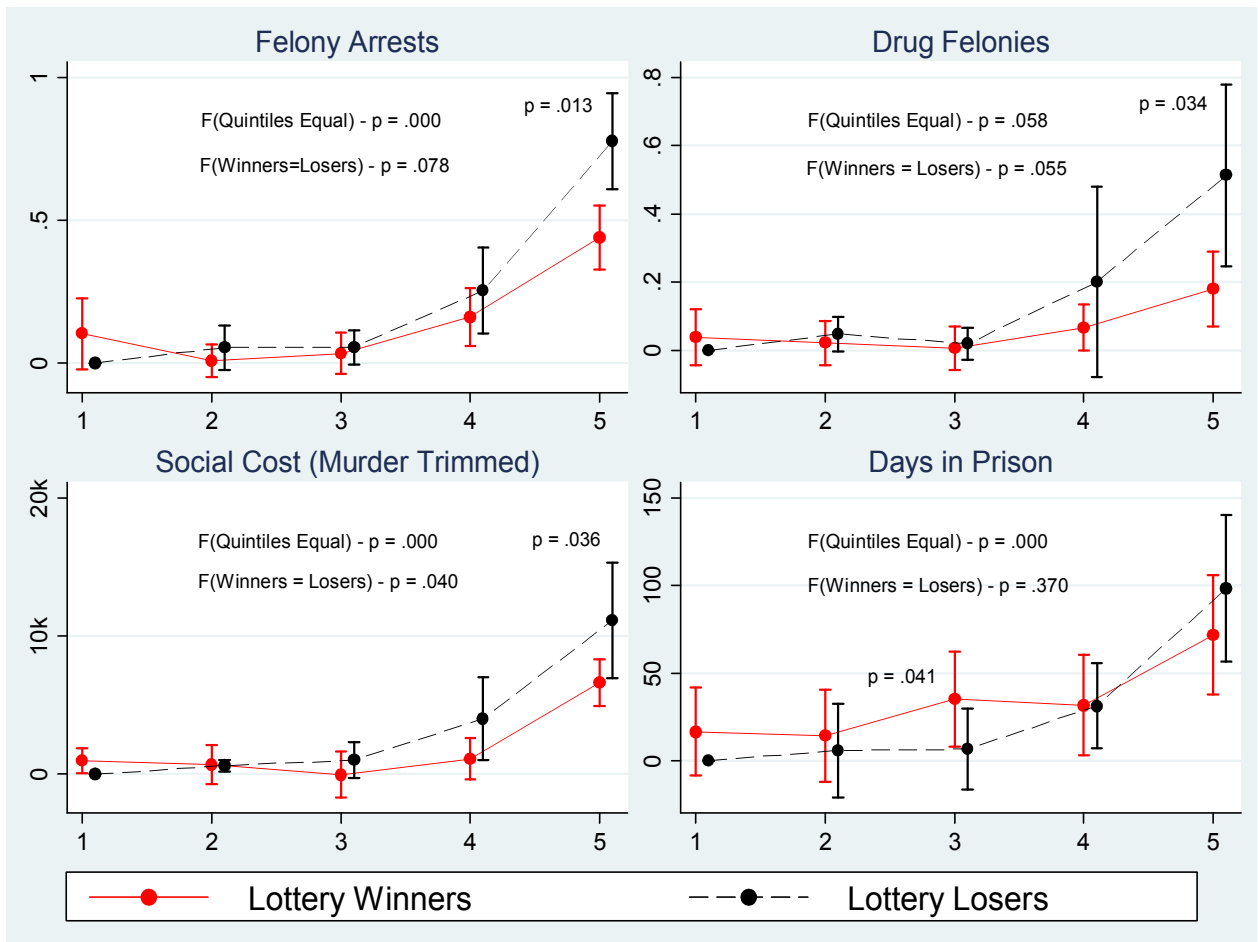 Felony Arrests
1
.5
0
p = .013
F(Quintiles Equal) - p = .000
F(Winners=Losers) - p = .078
1 2 3 4 5
Drug Felonies
.8
.6
.4
.2
0
p = .034
F(Quintiles Equal) - p = .058
F(Winners = Losers) - p = .055
1 2 3 4 5
Social Cost (Murder Trimmed)
20k
10k
0
F(Quintiles Equal) - p = .000
p = .036
F(Winners = Losers) - p = .040
1 2 3 4 5
Days in Prison
150
100
50
0
F(Quintiles Equal) - p = .000
F(Winners = Losers) - p = .370
p = .041
1 2 3 4 5
Lottery Winners
Lottery Losers